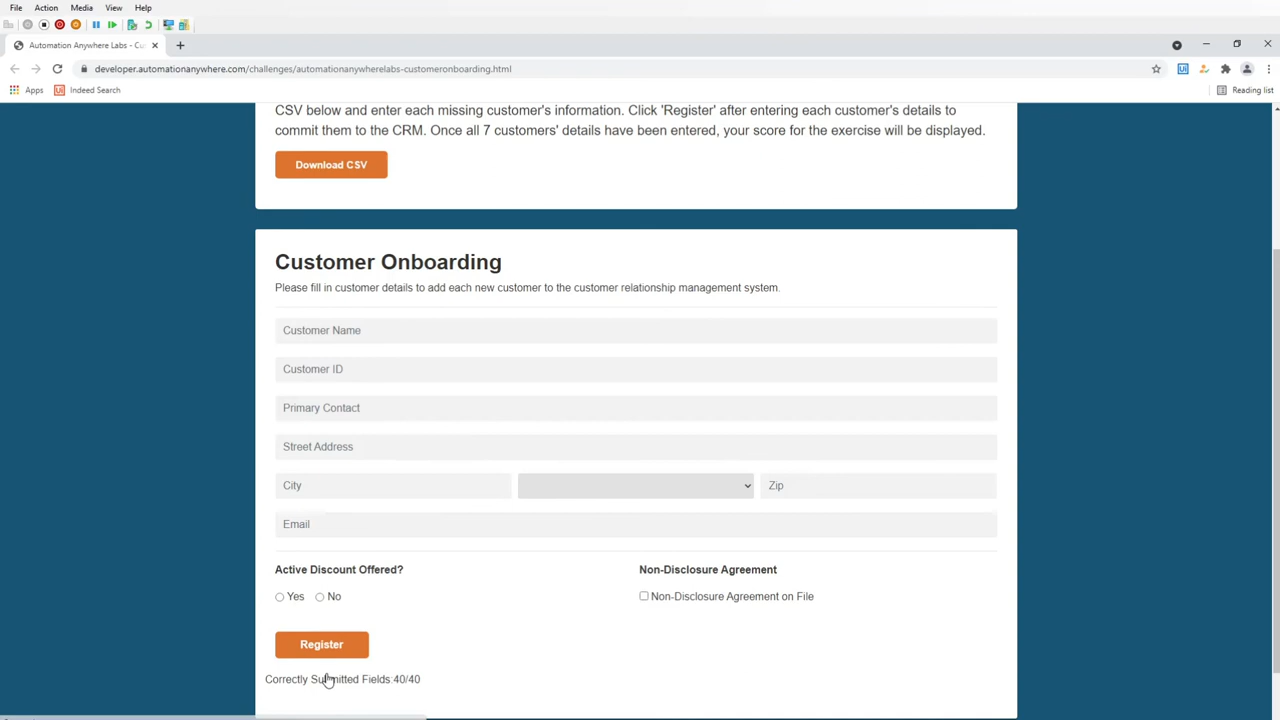 File Action Media View Help
Automation Anywhere Labs - Cu
developer.automationanywhere.com/challenges/automationanywherelabs-customeronboarding.html
Apps Ui Indeed Search Reading list
CSV below and enter each missing customer's information. Click 'Register' after entering each customer's details to
commit them to the CRM. Once all 7 customers' details have been entered, your score for the exercise will be displayed.
Download CSV
Customer Onboarding
Please fill in customer details to add each new customer to the customer relationship management system.
Customer Name
Customer ID
Primary Contact
Street Address
City Zip
Email
Active Discount Offered? Non-Disclosure Agreement
Yes No Non-Disclosure Agreement on File
Register
Correctly Submitted Fields:40/40